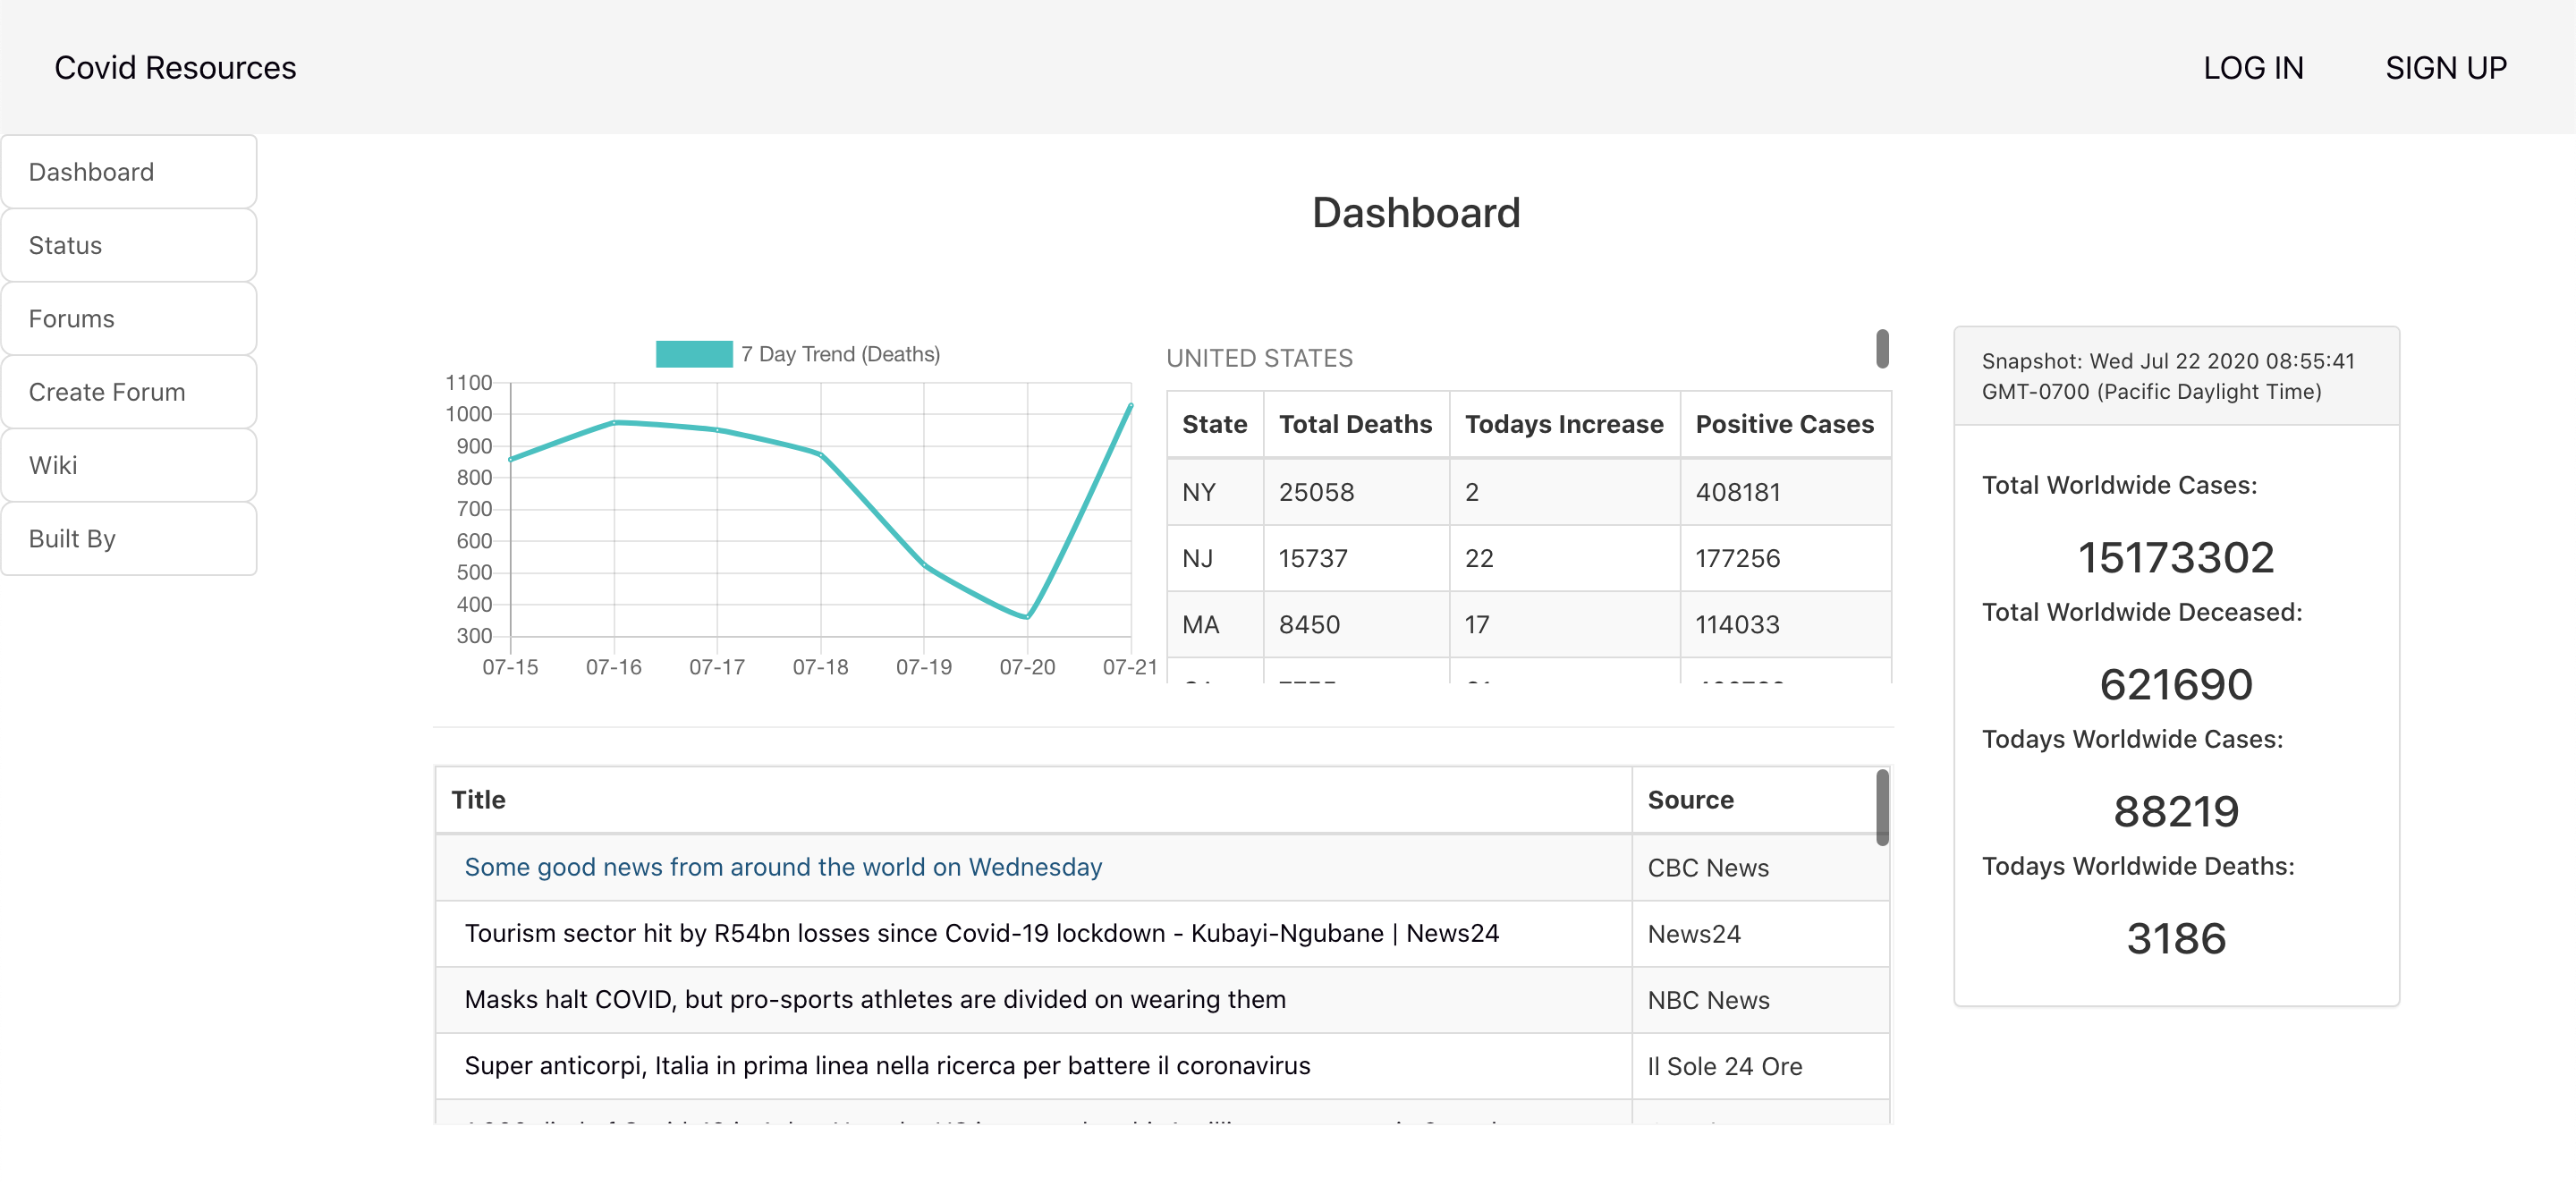 Covid Resources
LOG IN
SIGN UP
Dashboard
Status
Forums
Create Forum
Wiki
Built By
Dashboard
7 Day Trend (Deaths)
1100
1000
900
800
700
600
500
400
300
07-15 07-16 07-17 07-18 07-19 07-20 07-21
UNITED STATES
State Total Deaths Todays Increase Positive Cases
NY 25058 2 408181
NJ 15737 22 177256
MA 8450 17 114033
Title Source
Some good news from around the world on Wednesday CBC News
Tourism sector hit by R54bn losses since Covid-19 lockdown - Kubayi-Ngubane | News24 News24
Masks halt COVID, but pro-sports athletes are divided on wearing them NBC News
Super anticorpi, Italia in prima linea nella ricerca per battere il coronavirus Il Sole 24 Ore
Snapshot: Wed Jul 22 2020 08:55:41
GMT-0700 (Pacific Daylight Time)
Total Worldwide Cases:
15173302
Total Worldwide Deceased:
621690
Todays Worldwide Cases:
88219
Todays Worldwide Deaths:
3186